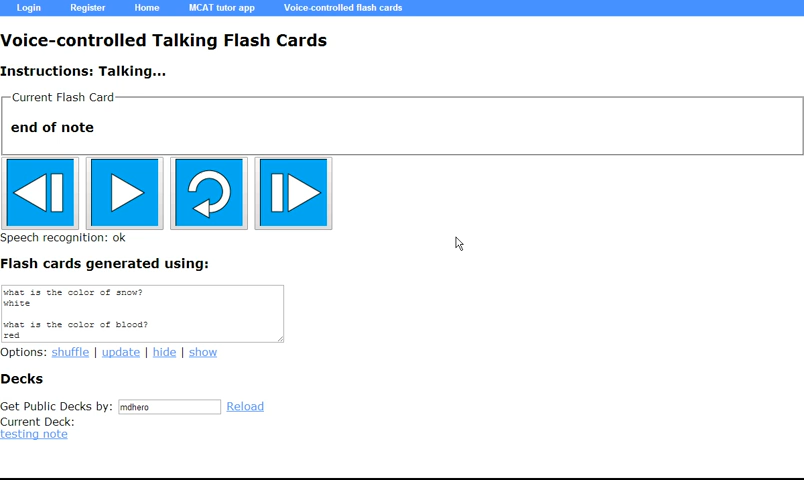 Login Register Home MCAT tutor app Voice-controlled flash cards
Voice-controlled Talking Flash Cards
Instructions: Talking...
Current Flash Card
end of note
Speech recognition: ok
Flash cards generated using:
what is the color of snow?
white
what is the color of blood?
red
Options: shuffle | update | hide | show
Decks
Get Public Decks by: mdhero Reload
Current Deck:
testing note